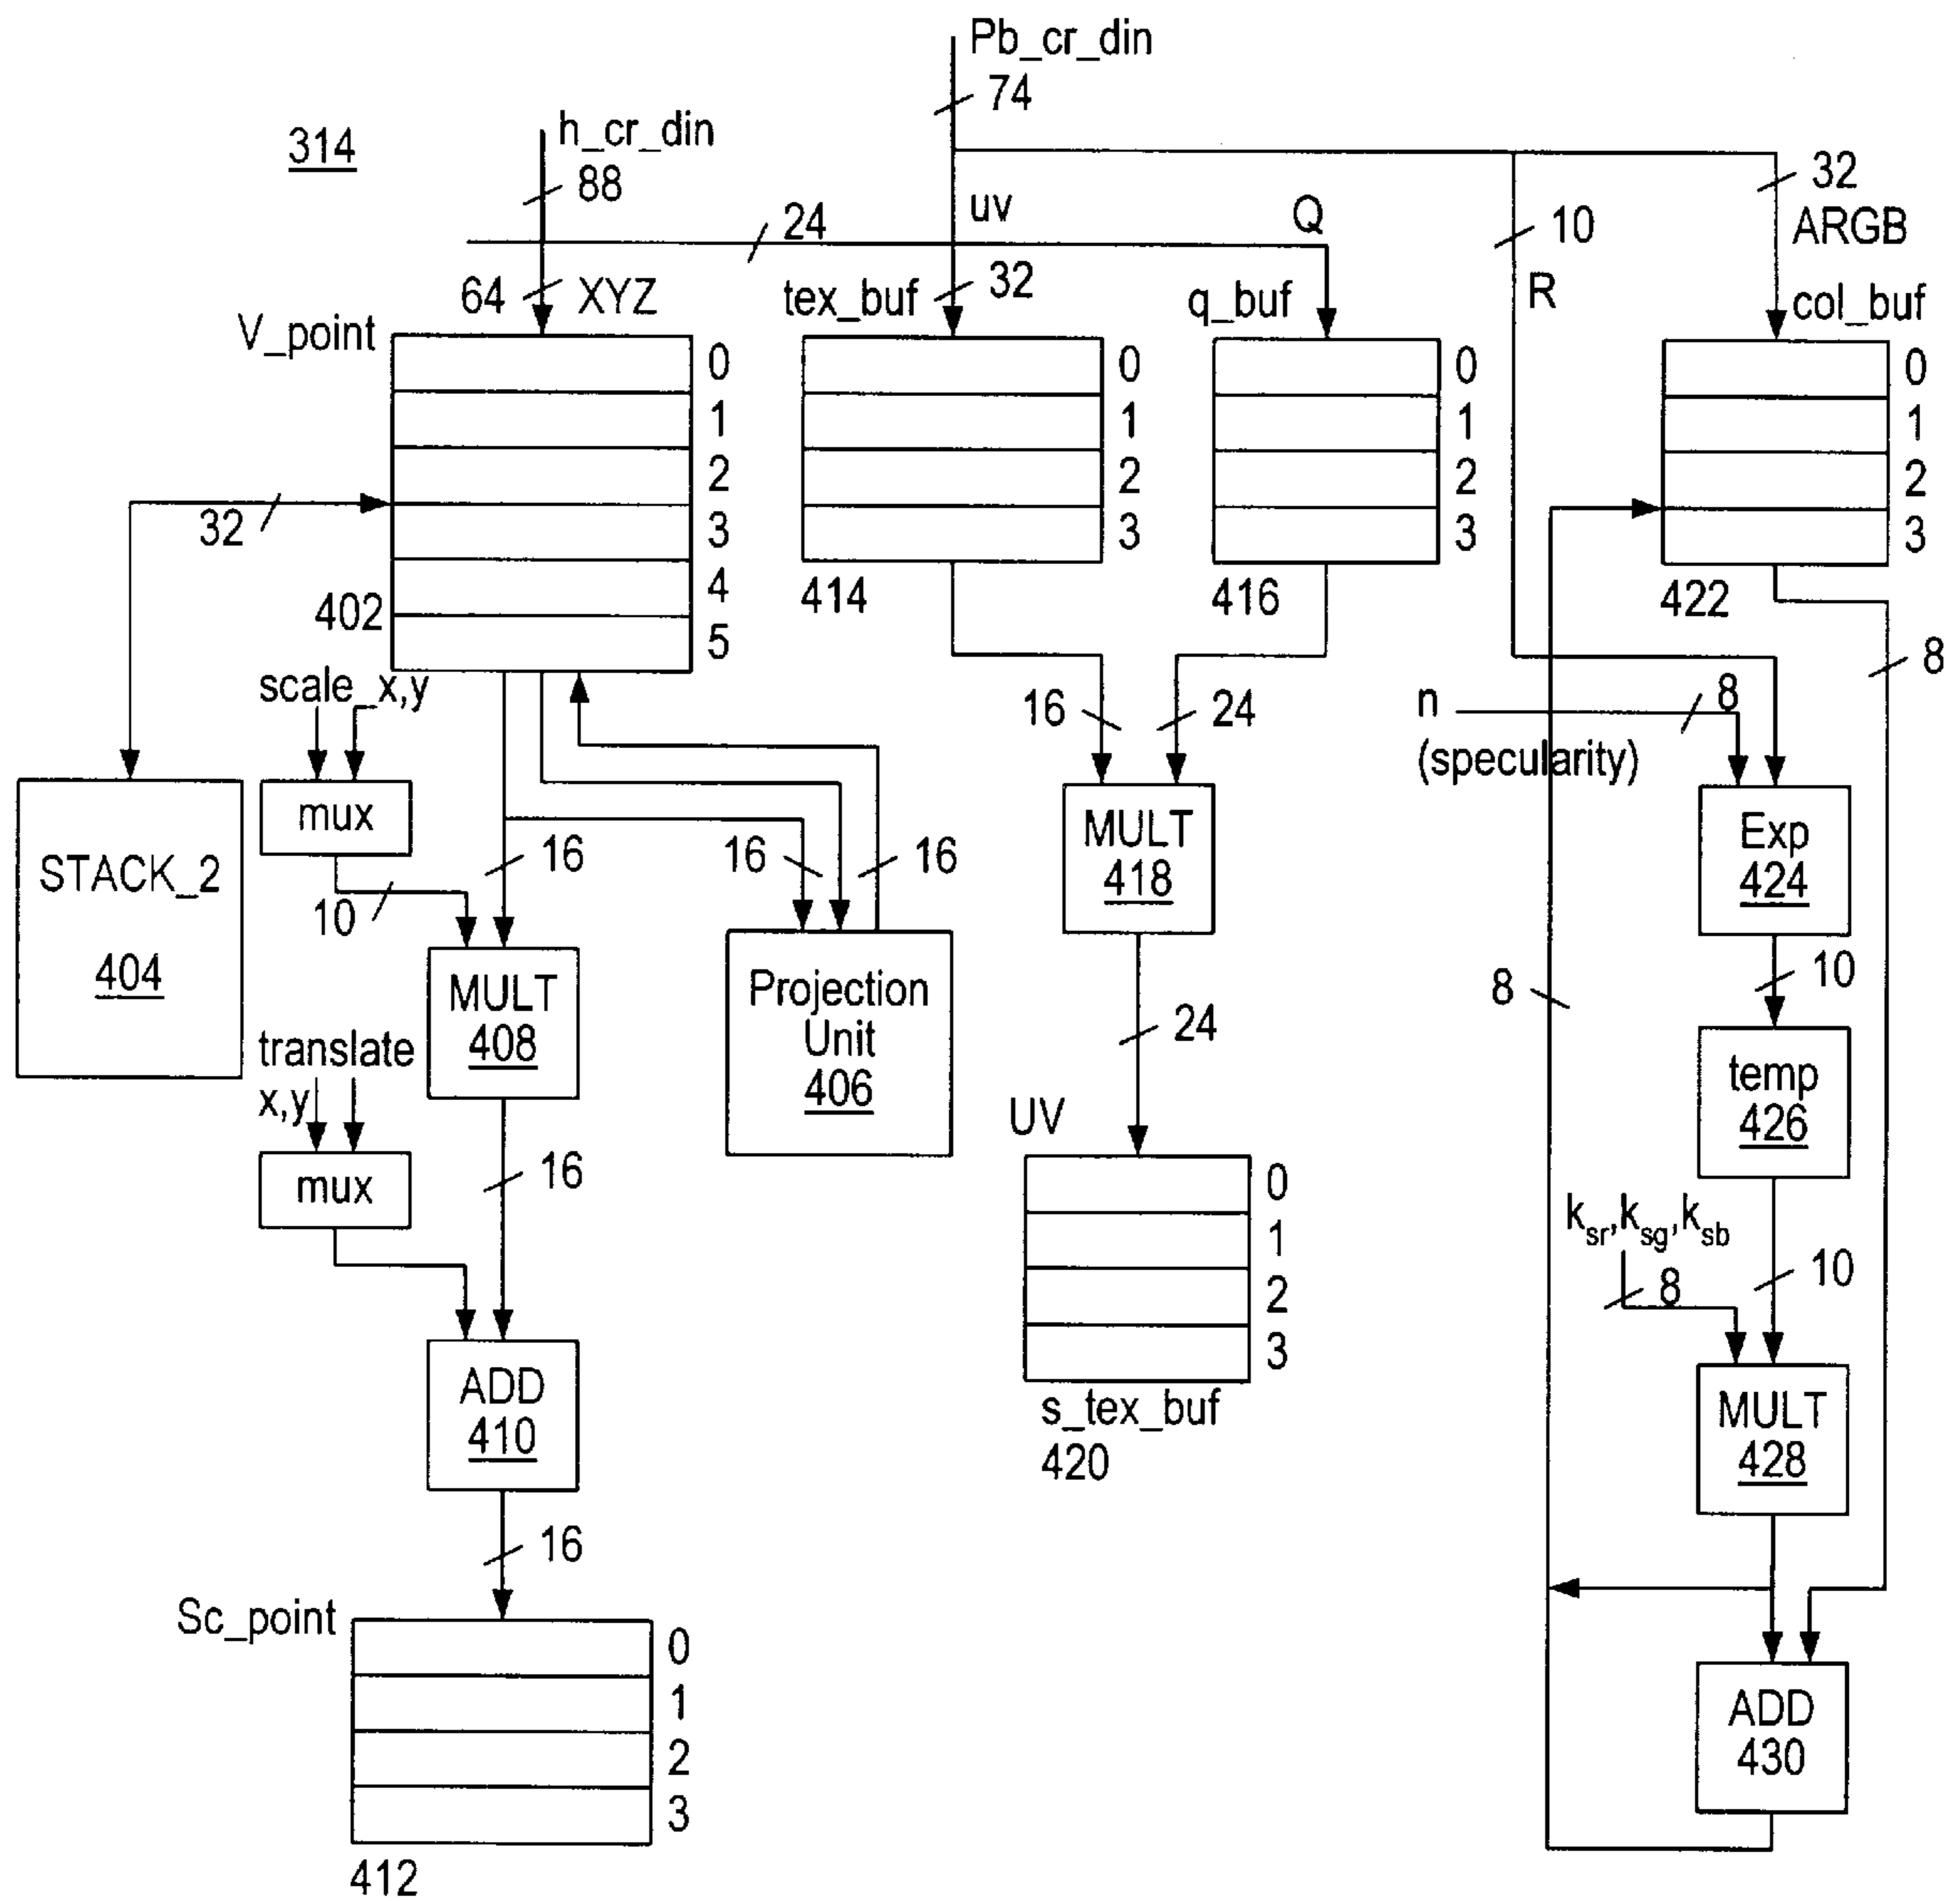 Pb_cr_din
74
h_cr_din
314
88
32
ARGB
uv
24
Q
10
R
64
XYZ
tex_buf
32
q_buf
col_buf
V_point
0
1
2
3
4
5
402
0
1
2
3
414
0
1
2
3
416
0
1
2
3
422
32
8
scale_x,y
mux
10
16
16
16
STACK_2
404
MULT
408
Projection
Unit
406
16
24
MULT
418
24
n
8
(specularity)
Exp
424
10
8
temp
426
translate
x,y
mux
16
UV
0
1
2
3
s_tex_buf
420
ksr,ksg,ksb
8
10
MULT
428
ADD
410
16
ADD
430
Sc_point
0
1
2
3
412